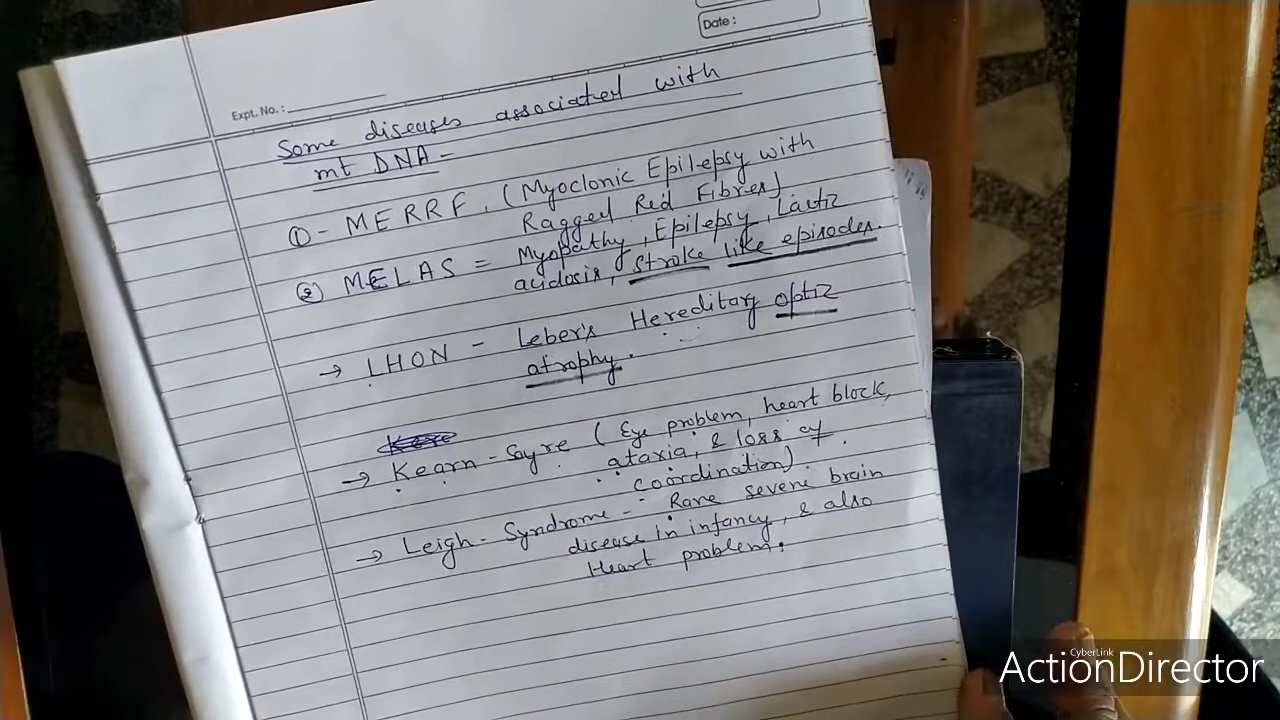 Date :
Expt. No. :
Some diseases associated with
mt DNA -
① - MERRF. (Myoclonic Epilepsy with
Ragged Red Fibres)
② MELAS = Myopathy, Epilepsy, Lactic
acidosis, stroke like episodes.
→ LHON - Leber's Hereditary optic
atrophy.
→ Kearn - Sayre ( Eye problem, heart block,
ataxia, & loss of
coordination).
→ Leigh - Syndrome - Rare severe brain
disease in infancy, & also
Heart problem.
CyberLink
ActionDirector